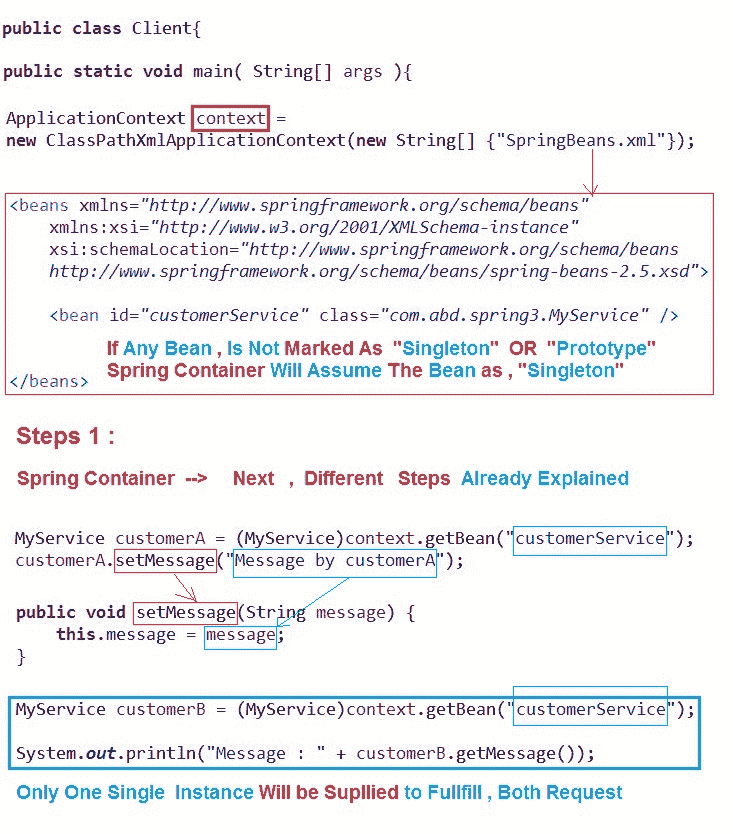 public class Client{
public static void main( String[] args ){
ApplicationContext context =
new ClassPathXmlApplicationContext(new String[] {"SpringBeans.xml"});
<beans xmlns="http://www.springframework.org/schema/beans"
xmlns:xsi="http://www.w3.org/2001/XMLSchema-instance"
xsi:schemaLocation="http://www.springframework.org/schema/beans
http://www.springframework.org/schema/beans/spring-beans-2.5.xsd">
<bean id="customerService" class="com.abd.spring3.MyService" />
If Any Bean , Is Not Marked As "Singleton" OR "Prototype"
Spring Container Will Assume The Bean as , "Singleton"
</beans>
Steps 1 :
Spring Container --> Next , Different Steps Already Explained
MyService customerA = (MyService)context.getBean("customerService");
customerA.setMessage("Message by customerA");
public void setMessage(String message) {
this.message = message;
}
MyService customerB = (MyService)context.getBean("customerService");
System.out.println("Message : " + customerB.getMessage());
Only One Single Instance Will be Supllied to Fullfill , Both Request